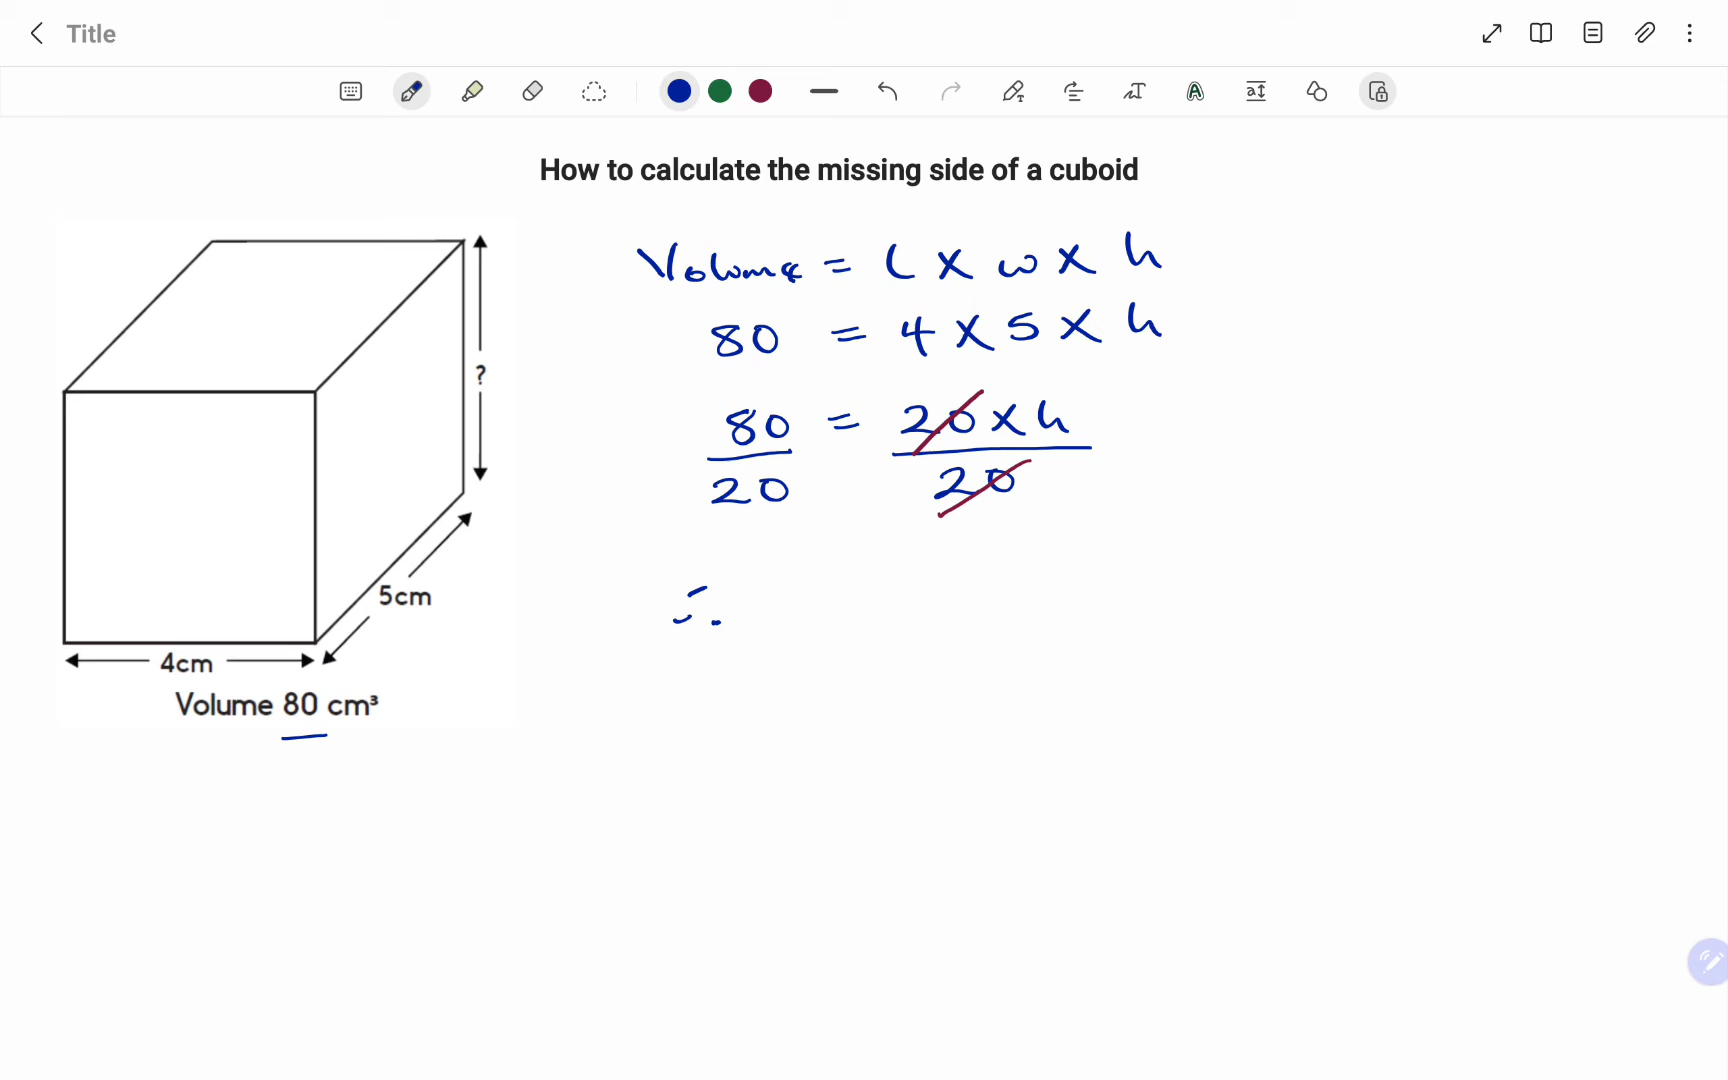 Title
How to calculate the missing side of a cuboid
Volume = l x w x h
80 = 4 x 5 x h
80 = 20 x h
20 20
∴
?
5cm
4cm
Volume 80 cm³